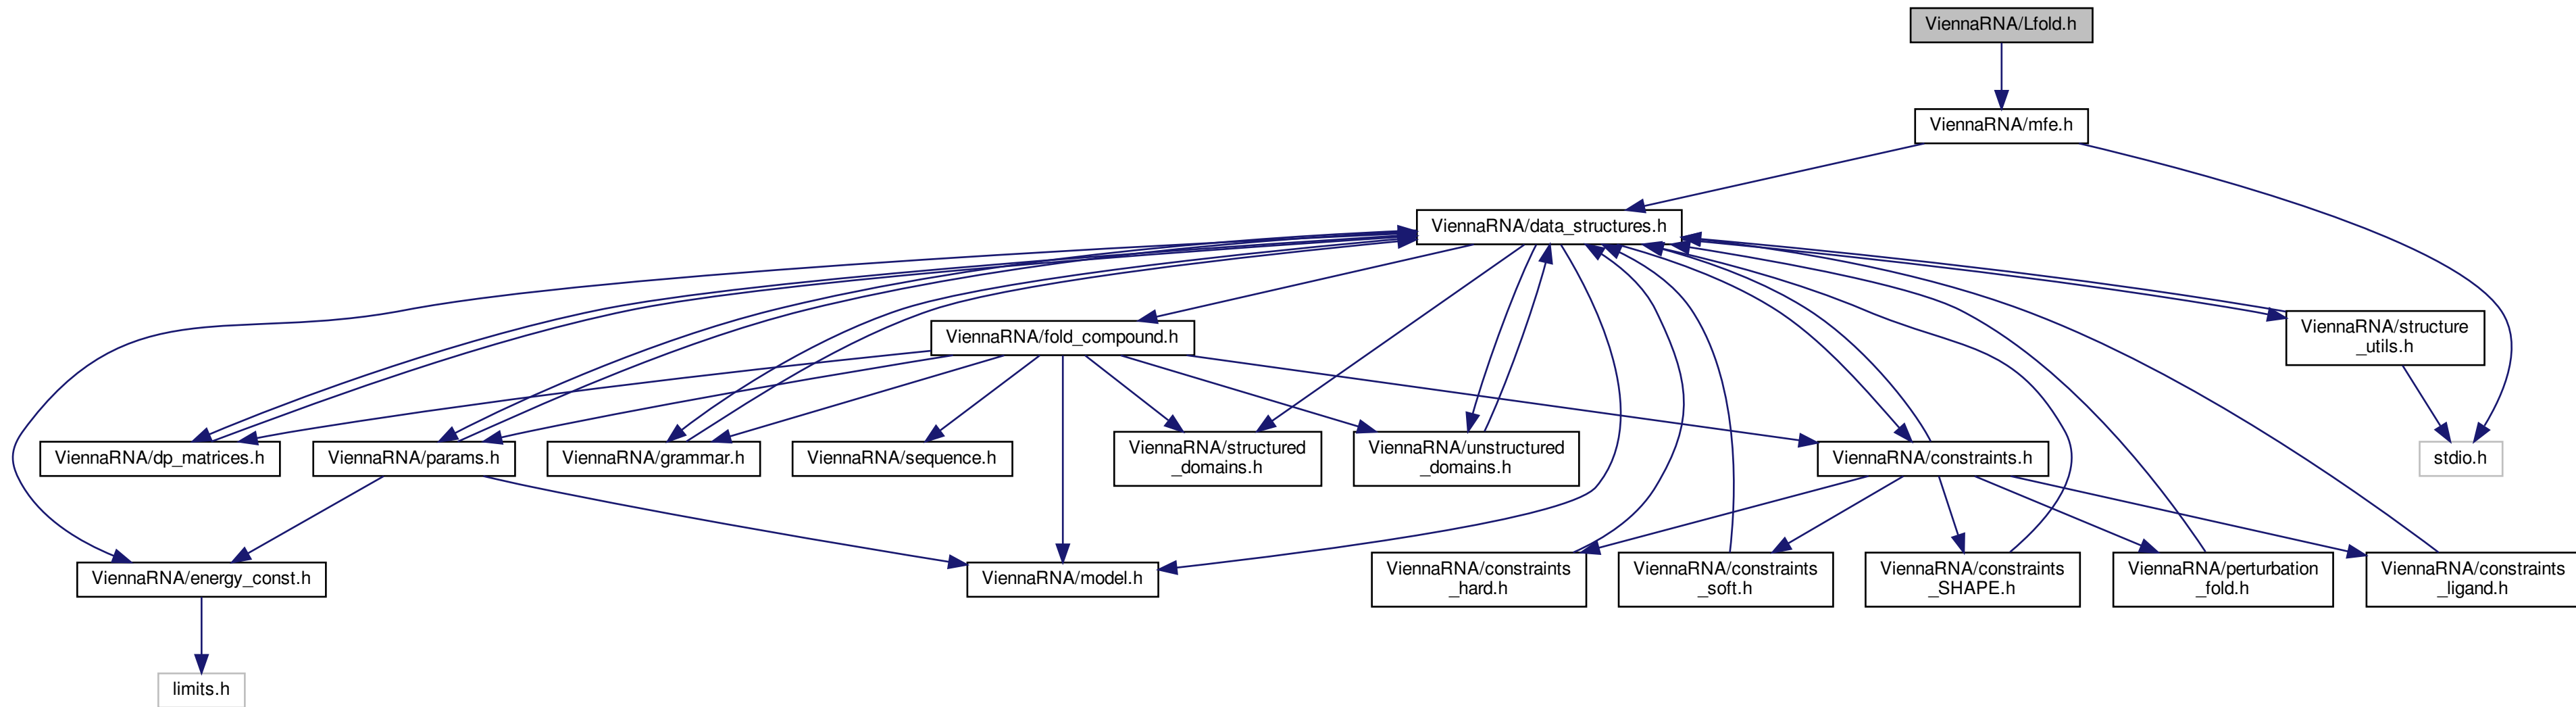 ViennaRNA/Lfold.h
ViennaRNA/mfe.h
ViennaRNA/data_structures.h
ViennaRNA/fold_compound.h
ViennaRNA/structure
_utils.h
ViennaRNA/dp_matrices.h
ViennaRNA/params.h
ViennaRNA/grammar.h
ViennaRNA/sequence.h
ViennaRNA/structured
_domains.h
ViennaRNA/unstructured
_domains.h
ViennaRNA/constraints.h
stdio.h
ViennaRNA/energy_const.h
ViennaRNA/model.h
ViennaRNA/constraints
_hard.h
ViennaRNA/constraints
_soft.h
ViennaRNA/constraints
_SHAPE.h
ViennaRNA/perturbation
_fold.h
ViennaRNA/constraints
_ligand.h
limits.h